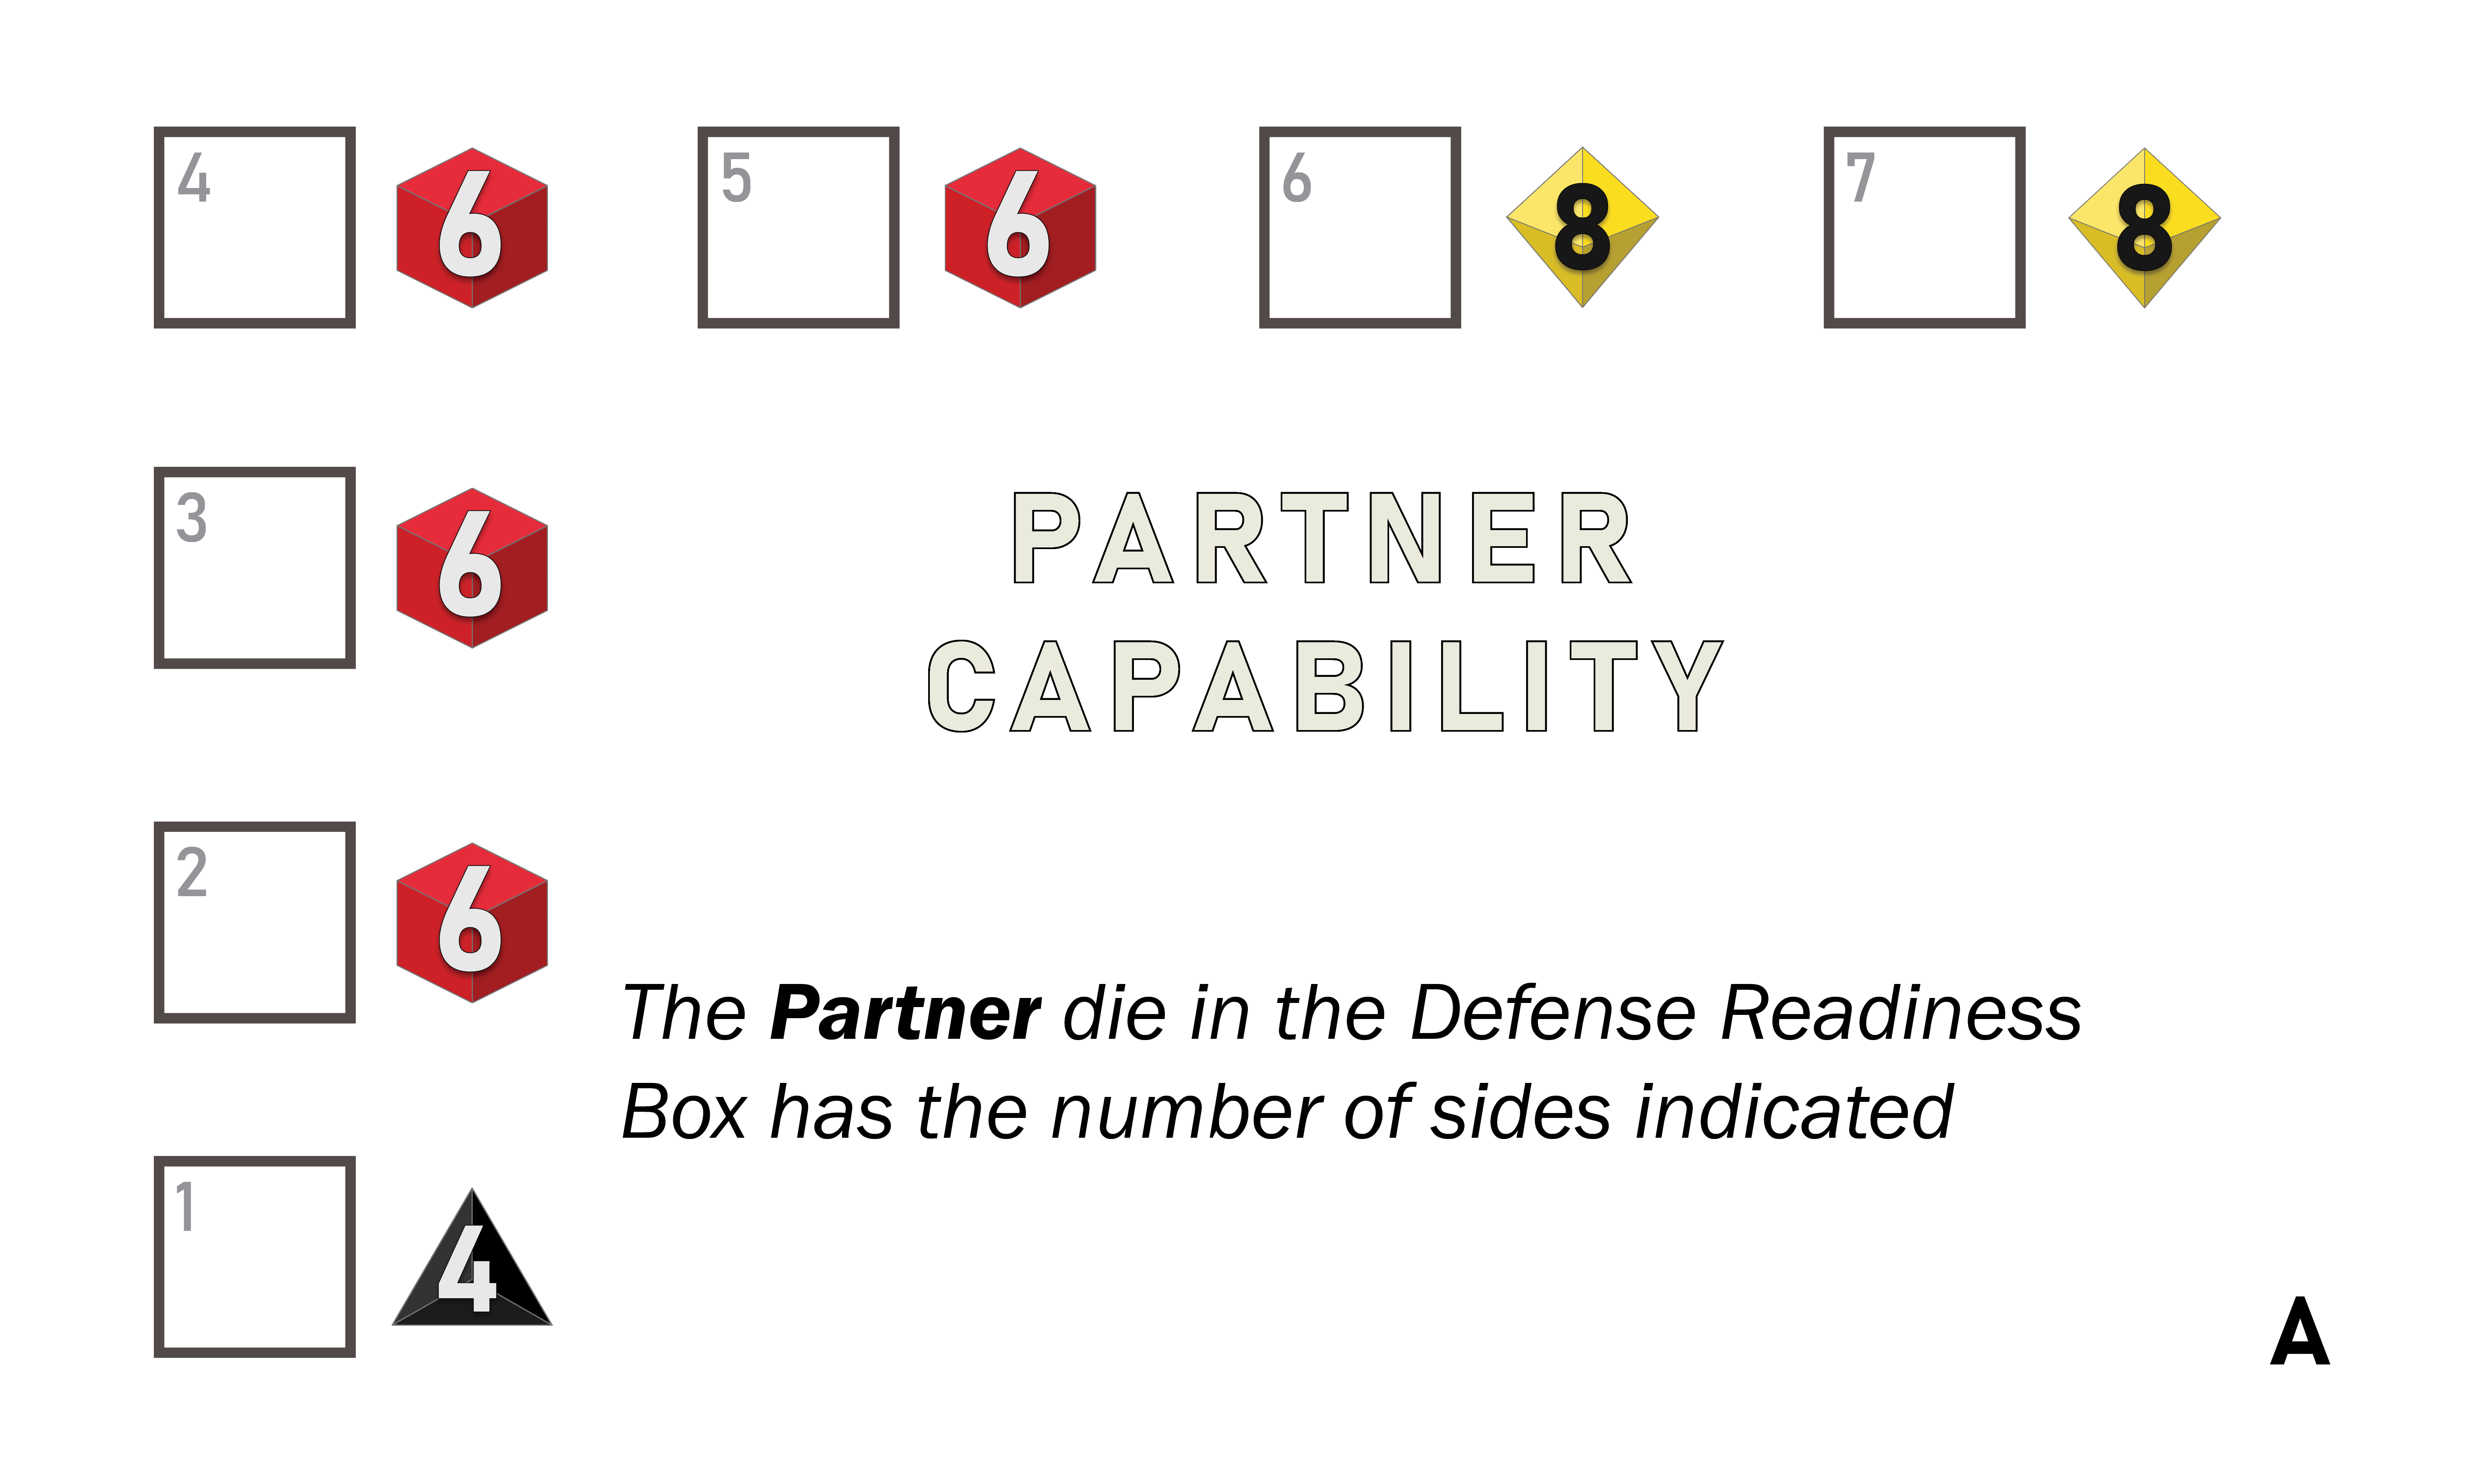 4 6 5 6 6 8 7 8
3 6
PARTNER
CAPABILITY
2 6
The Partner die in the Defense Readiness
Box has the number of sides indicated
1 4
A